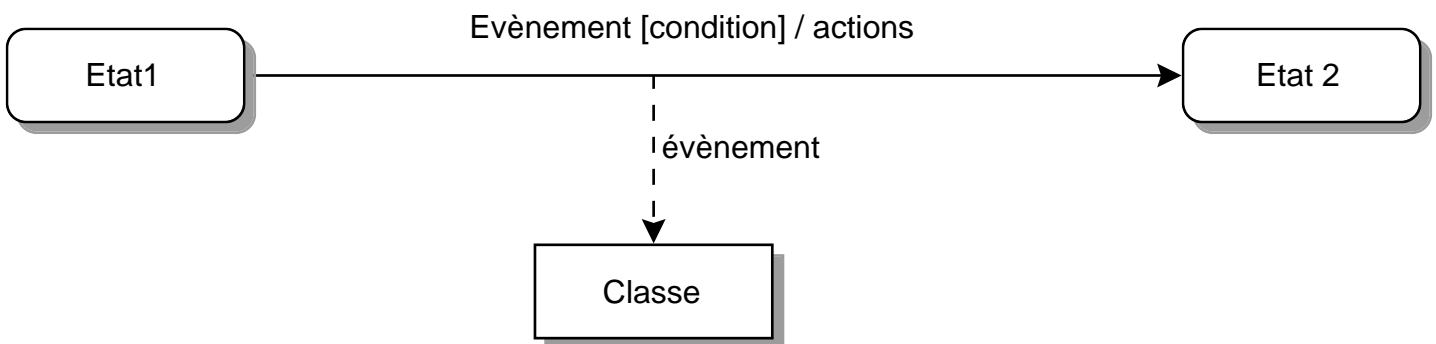 Evènement [condition] / actions
Etat1
Etat 2
évènement
Classe